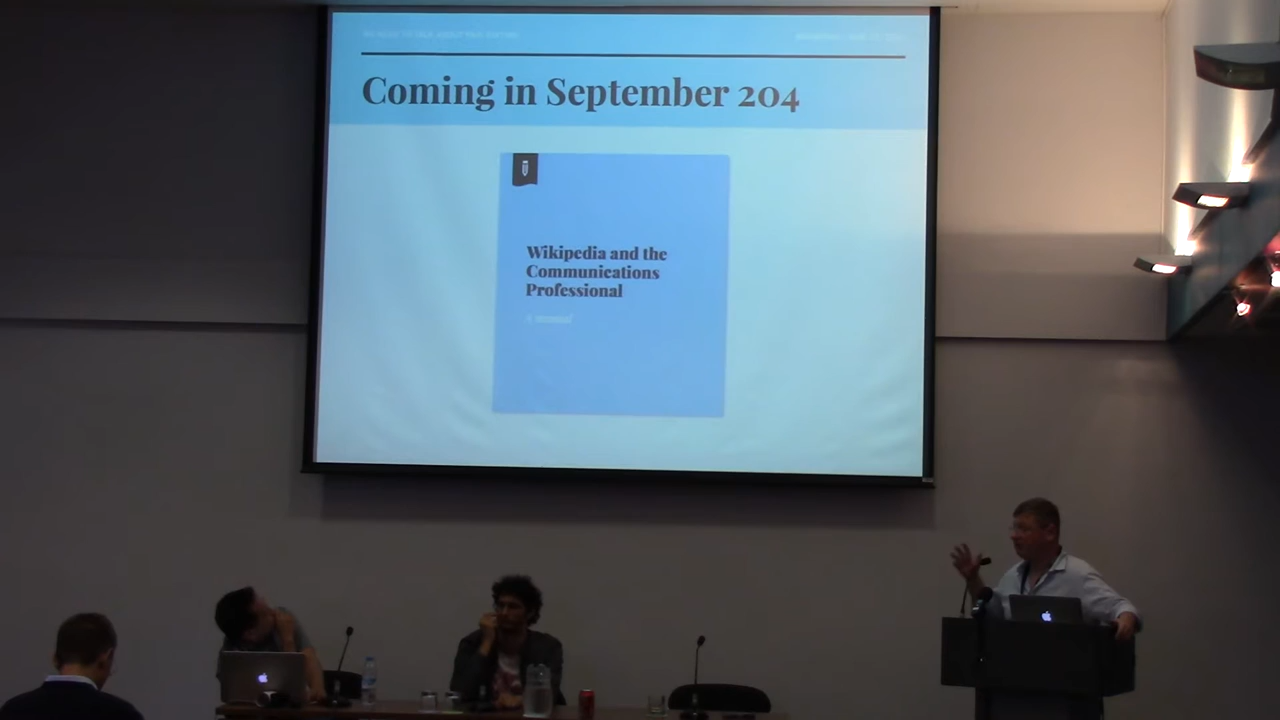 Coming in September 204
Wikipedia and the
Communications
Professional